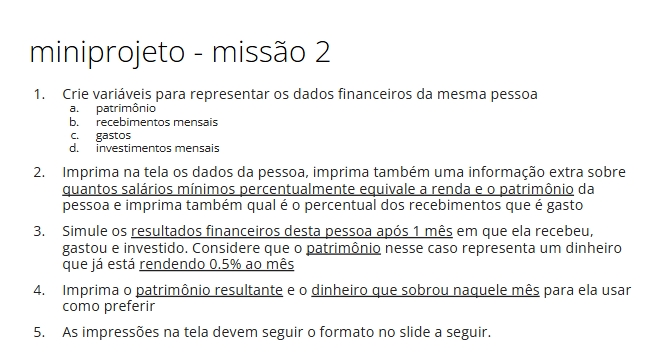 miniprojeto - missão 2
1. Crie variáveis para representar os dados financeiros da mesma pessoa
a. patrimônio
b. recebimentos mensais
c. gastos
d. investimentos mensais
2. Imprima na tela os dados da pessoa, imprima também uma informação extra sobre
quantos salários mínimos percentualmente equivale a renda e o patrimônio da
pessoa e imprima também qual é o percentual dos recebimentos que é gasto
3. Simule os resultados financeiros desta pessoa após 1 mês em que ela recebeu,
gastou e investido. Considere que o patrimônio nesse caso representa um dinheiro
que já está rendendo 0.5% ao mês
4. Imprima o patrimônio resultante e o dinheiro que sobrou naquele mês para ela usar
como preferir
5. As impressões na tela devem seguir o formato no slide a seguir.